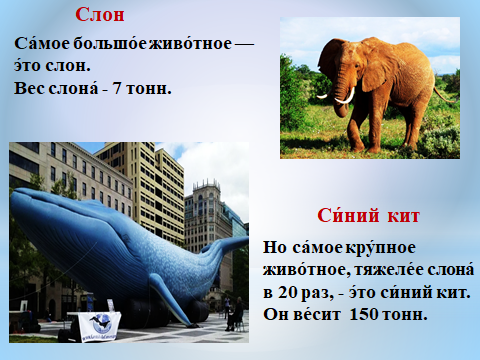 Слон
Са́мое большо́е живо́тное —
э́то слон.
Вес слона́ - 7 тонн.
Си́ний кит
Но са́мое кру́пное
живо́тное, тяжеле́е слона́
в 20 раз, - э́то си́ний кит.
Он ве́сит 150 тонн.